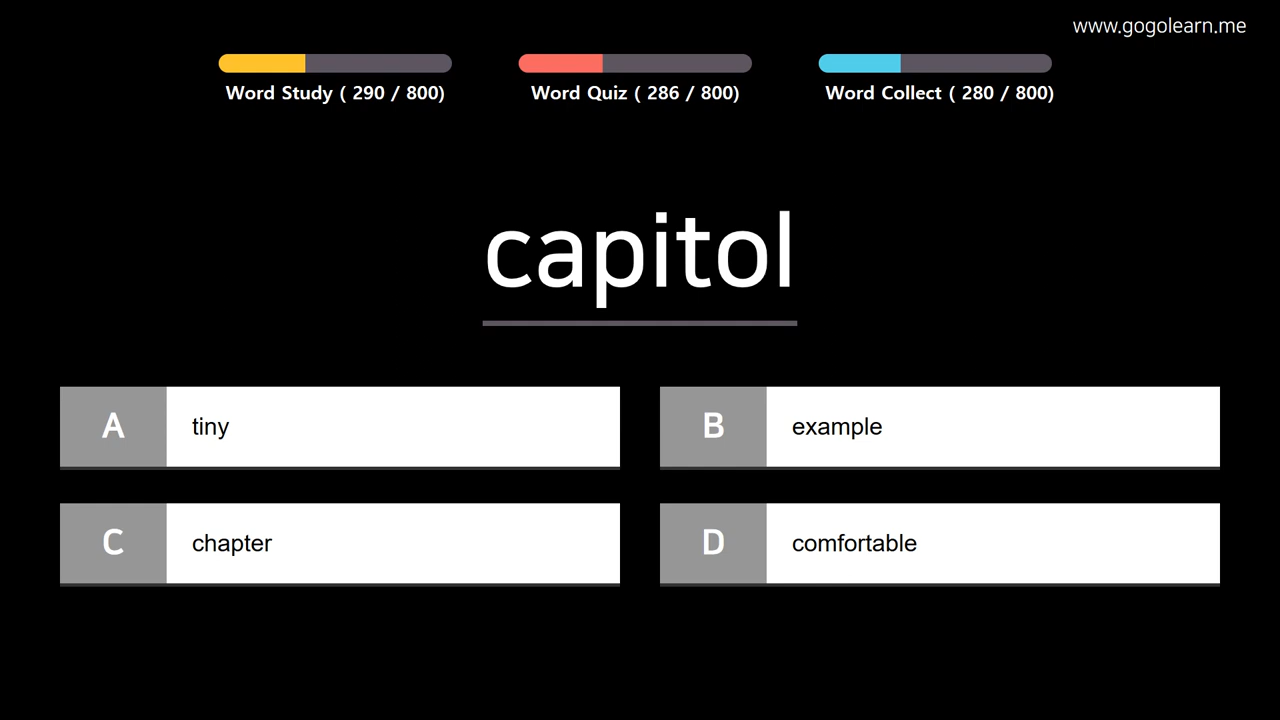 www.gogolearn.me
Word Study ( 290 / 800)
Word Quiz ( 286 / 800)
Word Collect ( 280 / 800)
capitol
A tiny
B example
C chapter
D comfortable